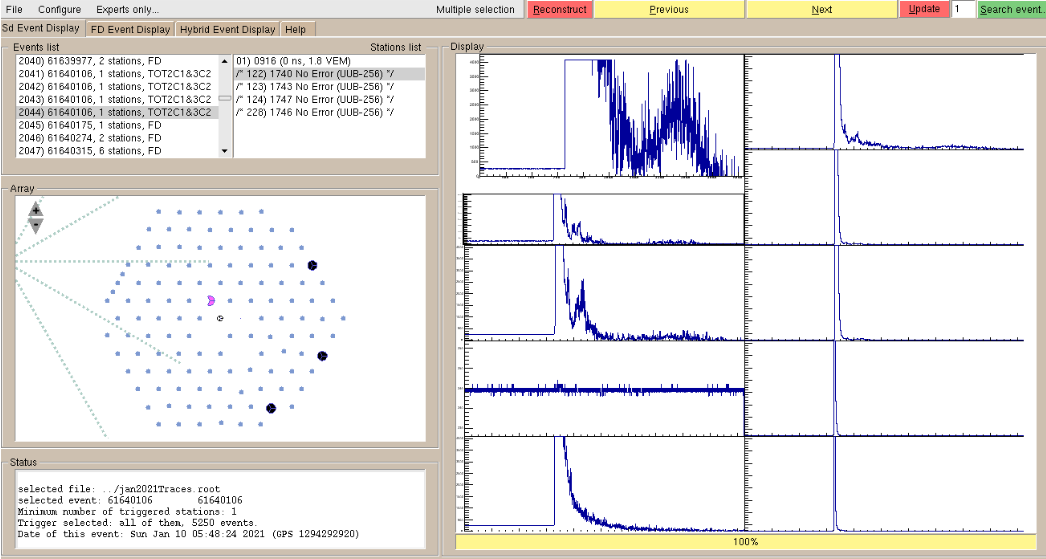 File Configure Experts only... Multiple selection Reconstruct Previous Next Update 1 Search event..
Sd Event Display FD Event Display Hybrid Event Display Help
Events list Stations list
2040) 61639977, 2 stations, FD
2041) 61640106, 1 stations, TOT2C1&3C2
2042) 61640106, 1 stations, TOT2C1&3C2
2043) 61640106, 1 stations, TOT2C1&3C2
2044) 61640106, 1 stations, TOT2C1&3C2
2045) 61640175, 1 stations, FD
2046) 61640274, 2 stations, FD
2047) 61640315, 6 stations, FD
01) 0916 (0 ns, 1.8 VEM)
/* 122) 1740 No Error (UUB-256) */
/* 123) 1743 No Error (UUB-256) */
/* 124) 1747 No Error (UUB-256) */
/* 228) 1746 No Error (UUB-256) */
Display
Array
+
-
Status
selected file: ../jan2021Traces.root
selected event: 61640106 61640106
Minimum number of triggered stations: 1
Trigger selected: all of them, 5250 events.
Date of this event: Sun Jan 10 05:48:24 2021 (GPS 1294292920)
100%